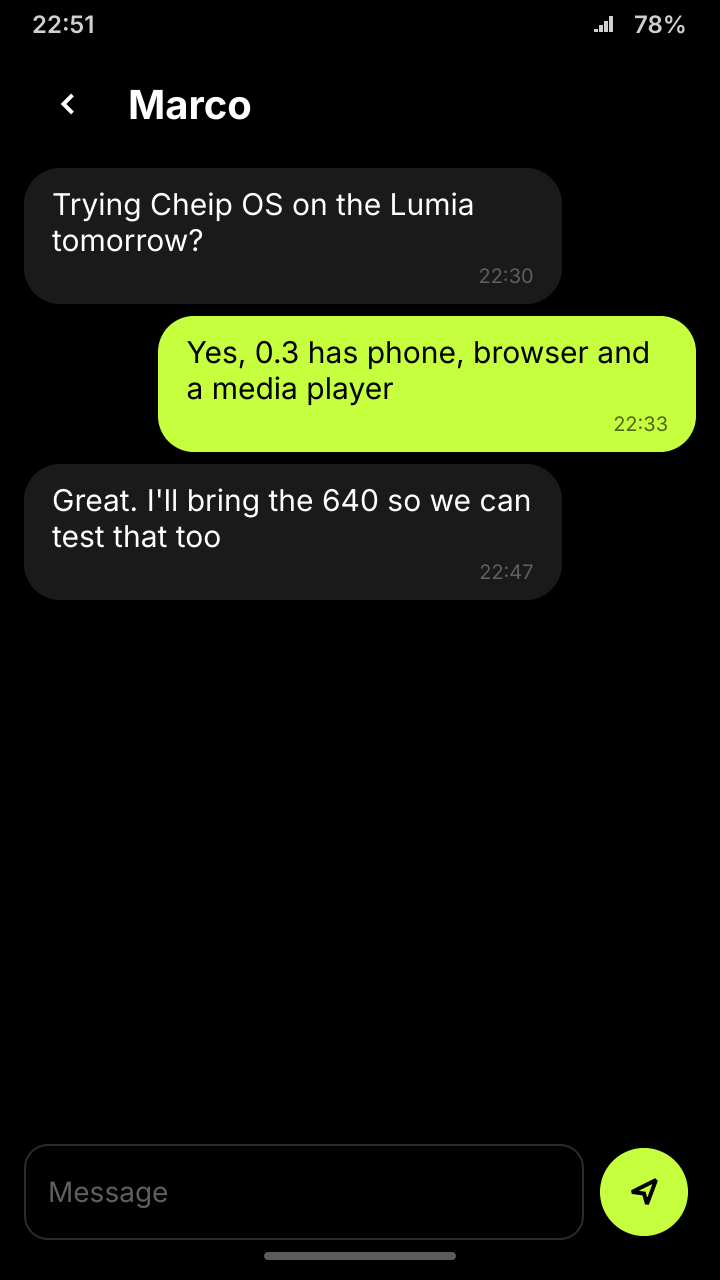 22:51
78%
Marco
Trying Cheip OS on the Lumia
tomorrow?
22:30
Yes, 0.3 has phone, browser and
a media player
22:33
Great. I'll bring the 640 so we can
test that too
22:47
Message